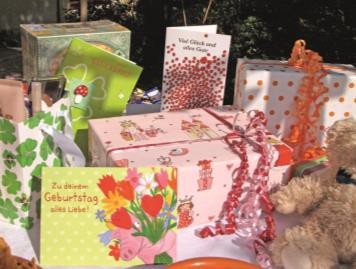 Viel Glück und
alles Gute
Zu deinem
Geburtstag
alles Liebe!